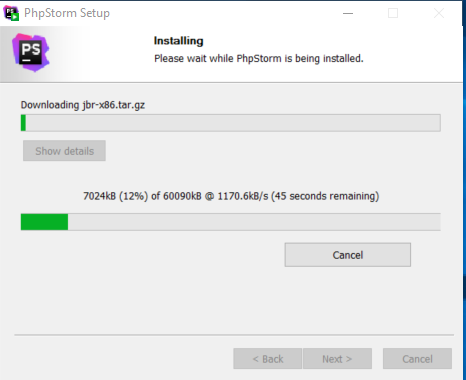 PhpStorm Setup
PS
Installing
Please wait while PhpStorm is being installed.
Downloading jbr-x86.tar.gz
Show details
7024kB (12%) of 60090kB @ 1170.6kB/s (45 seconds remaining)
Cancel
< Back Next > Cancel